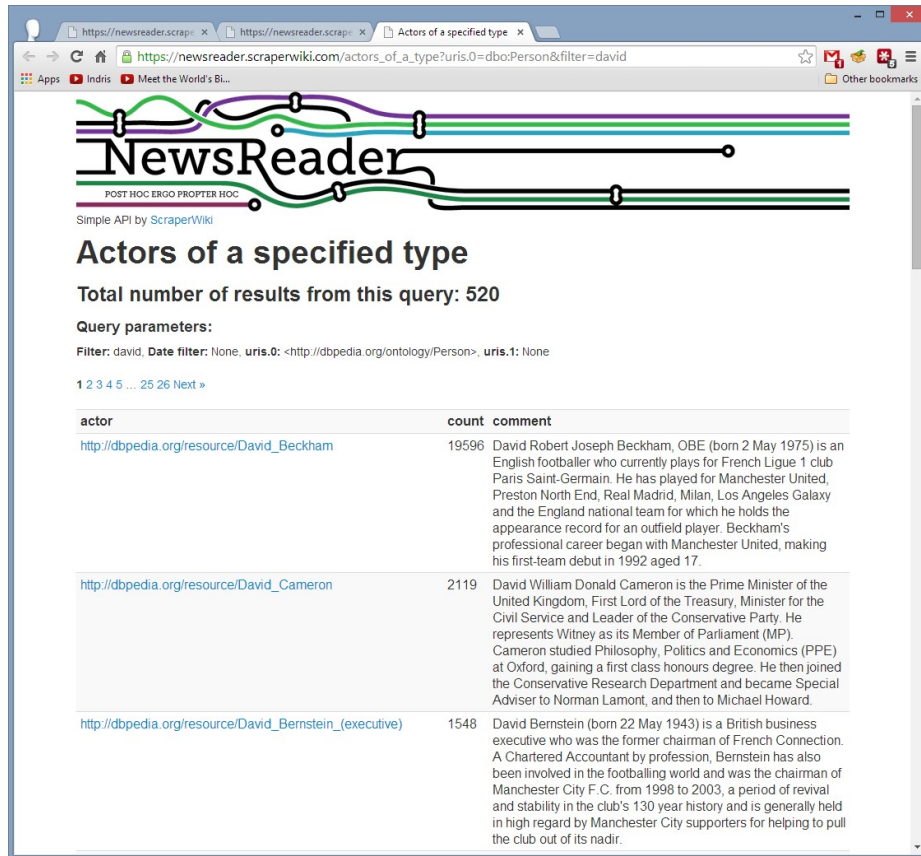 https://newsreader.scrape
https://newsreader.scrape
Actors of a specified type
https://newsreader.scraperwiki.com/actors_of_a_type?uris.0=dbo:Person&filter=david
Apps Indris Meet the World's Bi... Other bookmarks
NewsReader
POST HOC ERGO PROPTER HOC
Simple API by ScraperWiki
Actors of a specified type
Total number of results from this query: 520
Query parameters:
Filter: david, Date filter: None, uris.0: <http://dbpedia.org/ontology/Person>, uris.1: None
1 2 3 4 5 ... 25 26 Next »
actor count comment
http://dbpedia.org/resource/David_Beckham 19596 David Robert Joseph Beckham, OBE (born 2 May 1975) is an
English footballer who currently plays for French Ligue 1 club
Paris Saint-Germain. He has played for Manchester United,
Preston North End, Real Madrid, Milan, Los Angeles Galaxy
and the England national team for which he holds the
appearance record for an outfield player. Beckham's
professional career began with Manchester United, making
his first-team debut in 1992 aged 17.
http://dbpedia.org/resource/David_Cameron 2119 David William Donald Cameron is the Prime Minister of the
United Kingdom, First Lord of the Treasury, Minister for the
Civil Service and Leader of the Conservative Party. He
represents Witney as its Member of Parliament (MP).
Cameron studied Philosophy, Politics and Economics (PPE)
at Oxford, gaining a first class honours degree. He then joined
the Conservative Research Department and became Special
Adviser to Norman Lamont, and then to Michael Howard.
http://dbpedia.org/resource/David_Bernstein_(executive) 1548 David Bernstein (born 22 May 1943) is a British business
executive who was the former chairman of French Connection.
A Chartered Accountant by profession, Bernstein has also
been involved in the footballing world and was the chairman of
Manchester City F.C. from 1998 to 2003, a period of revival
and stability in the club's 130 year history and is generally held
in high regard by Manchester City supporters for helping to pull
the club out of its nadir.